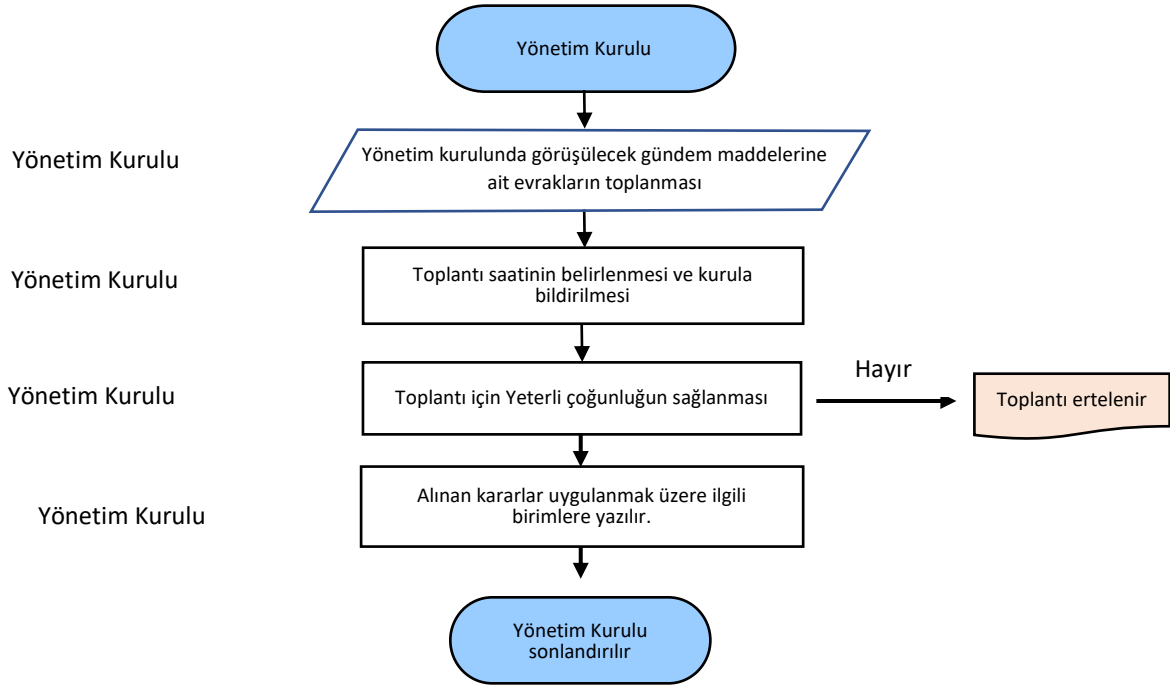 Yönetim Kurulu
Yönetim Kurulu
Yönetim kurulunda görüşülecek gündem maddelerine
ait evrakların toplanması
Yönetim Kurulu
Toplantı saatinin belirlenmesi ve kurula
bildirilmesi
Yönetim Kurulu
Toplantı için Yeterli çoğunluğun sağlanması
Hayır
Toplantı ertelenir
Yönetim Kurulu
Alınan kararlar uygulanmak üzere ilgili
birimlere yazılır.
Yönetim Kurulu
sonlandırılır